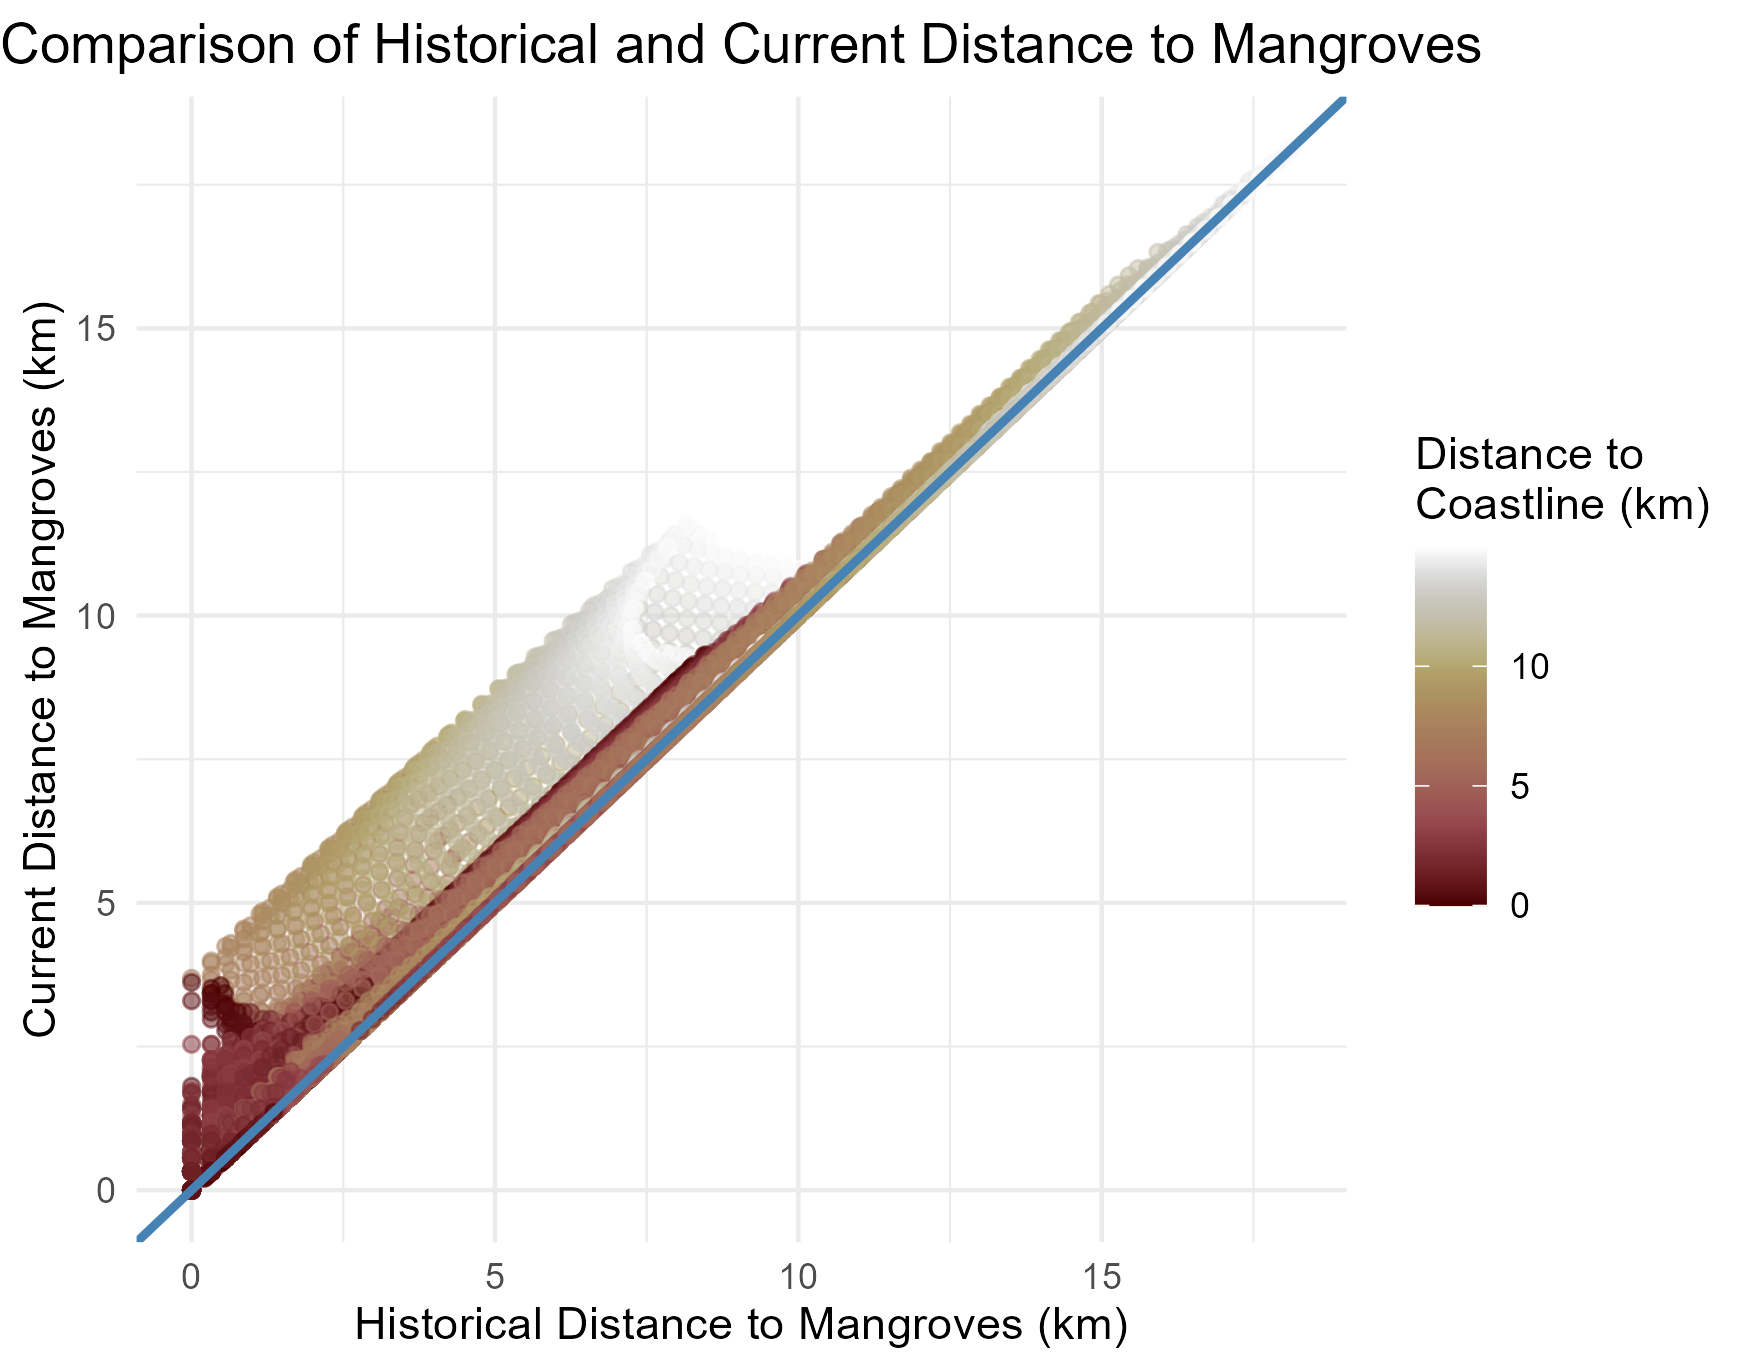 Comparison of Historical and Current Distance to Mangroves
Current Distance to Mangroves (km)
15
10
5
0
0
5
10
15
Historical Distance to Mangroves (km)
Distance to
Coastline (km)
10
5
0